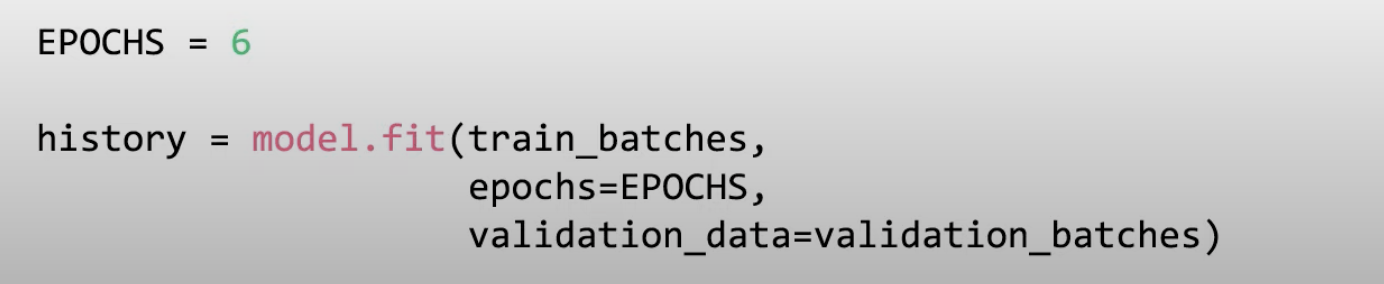 EPOCHS = 6
history = model.fit(train_batches,
epochs=EPOCHS,
validation_data=validation_batches)